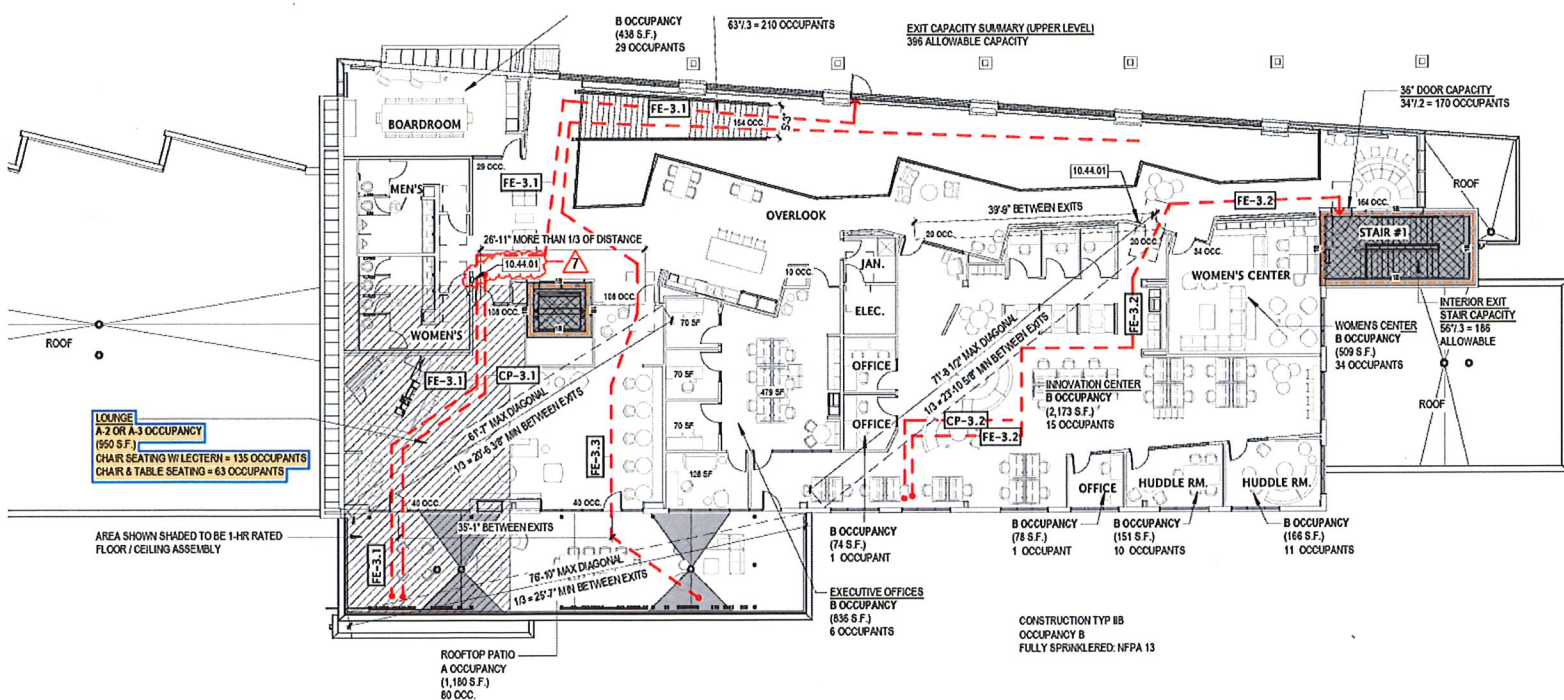 B OCCUPANCY
(438 S.F.)
29 OCCUPANTS
63"/.3 = 210 OCCUPANTS
EXIT CAPACITY SUMMARY (UPPER LEVEL)
396 ALLOWABLE CAPACITY
36" DOOR CAPACITY
34"/.2 = 170 OCCUPANTS
BOARDROOM
FE-3.1
154 OCC.
5'-3"
29 OCC.
FE-3.1
MEN'S
10.44.01
FE-3.2
ROOF
OVERLOOK
39'-9" BETWEEN EXITS
20 OCC.
20 OCC.
164 OCC.
STAIR #1
26'-11" MORE THAN 1/3 OF DISTANCE
10.44.01
7
JAN.
10 OCC.
34 OCC.
WOMEN'S CENTER
108 OCC.
108 OCC.
ELEC.
FE-3.2
INTERIOR EXIT
STAIR CAPACITY
56"/.3 = 186
ALLOWABLE
WOMEN'S CENTER
B OCCUPANCY
(509 S.F.)
34 OCCUPANTS
ROOF
WOMEN'S
70 SF
70 SF
70 SF
479 SF
128 SF
OFFICE
OFFICE
71'-8 1/2" MAX DIAGONAL
1/3 = 23'-10 5/8" MIN BETWEEN EXITS
FE-3.1
CP-3.1
INNOVATION CENTER
B OCCUPANCY
(2,173 S.F.)
15 OCCUPANTS
ROOF
LOUNGE
A-2 OR A-3 OCCUPANCY
(950 S.F.)
CHAIR SEATING W/ LECTERN = 135 OCCUPANTS
CHAIR & TABLE SEATING = 63 OCCUPANTS
61'-7" MAX DIAGONAL
1/3 = 20'-6 3/8" MIN BETWEEN EXITS
FE-3.3
CP-3.2
FE-3.2
OFFICE
HUDDLE RM.
HUDDLE RM.
40 OCC.
40 OCC.
35'-1" BETWEEN EXITS
AREA SHOWN SHADED TO BE 1-HR RATED
FLOOR / CEILING ASSEMBLY
FE-3.1
76'-10" MAX DIAGONAL
1/3 = 25'-7" MIN BETWEEN EXITS
B OCCUPANCY
(74 S.F.)
1 OCCUPANT
B OCCUPANCY
(78 S.F.)
1 OCCUPANT
B OCCUPANCY
(151 S.F.)
10 OCCUPANTS
B OCCUPANCY
(166 S.F.)
11 OCCUPANTS
EXECUTIVE OFFICES
B OCCUPANCY
(836 S.F.)
6 OCCUPANTS
CONSTRUCTION TYP IIB
OCCUPANCY B
FULLY SPRINKLERED: NFPA 13
ROOFTOP PATIO
A OCCUPANCY
(1,180 S.F.)
80 OCC.